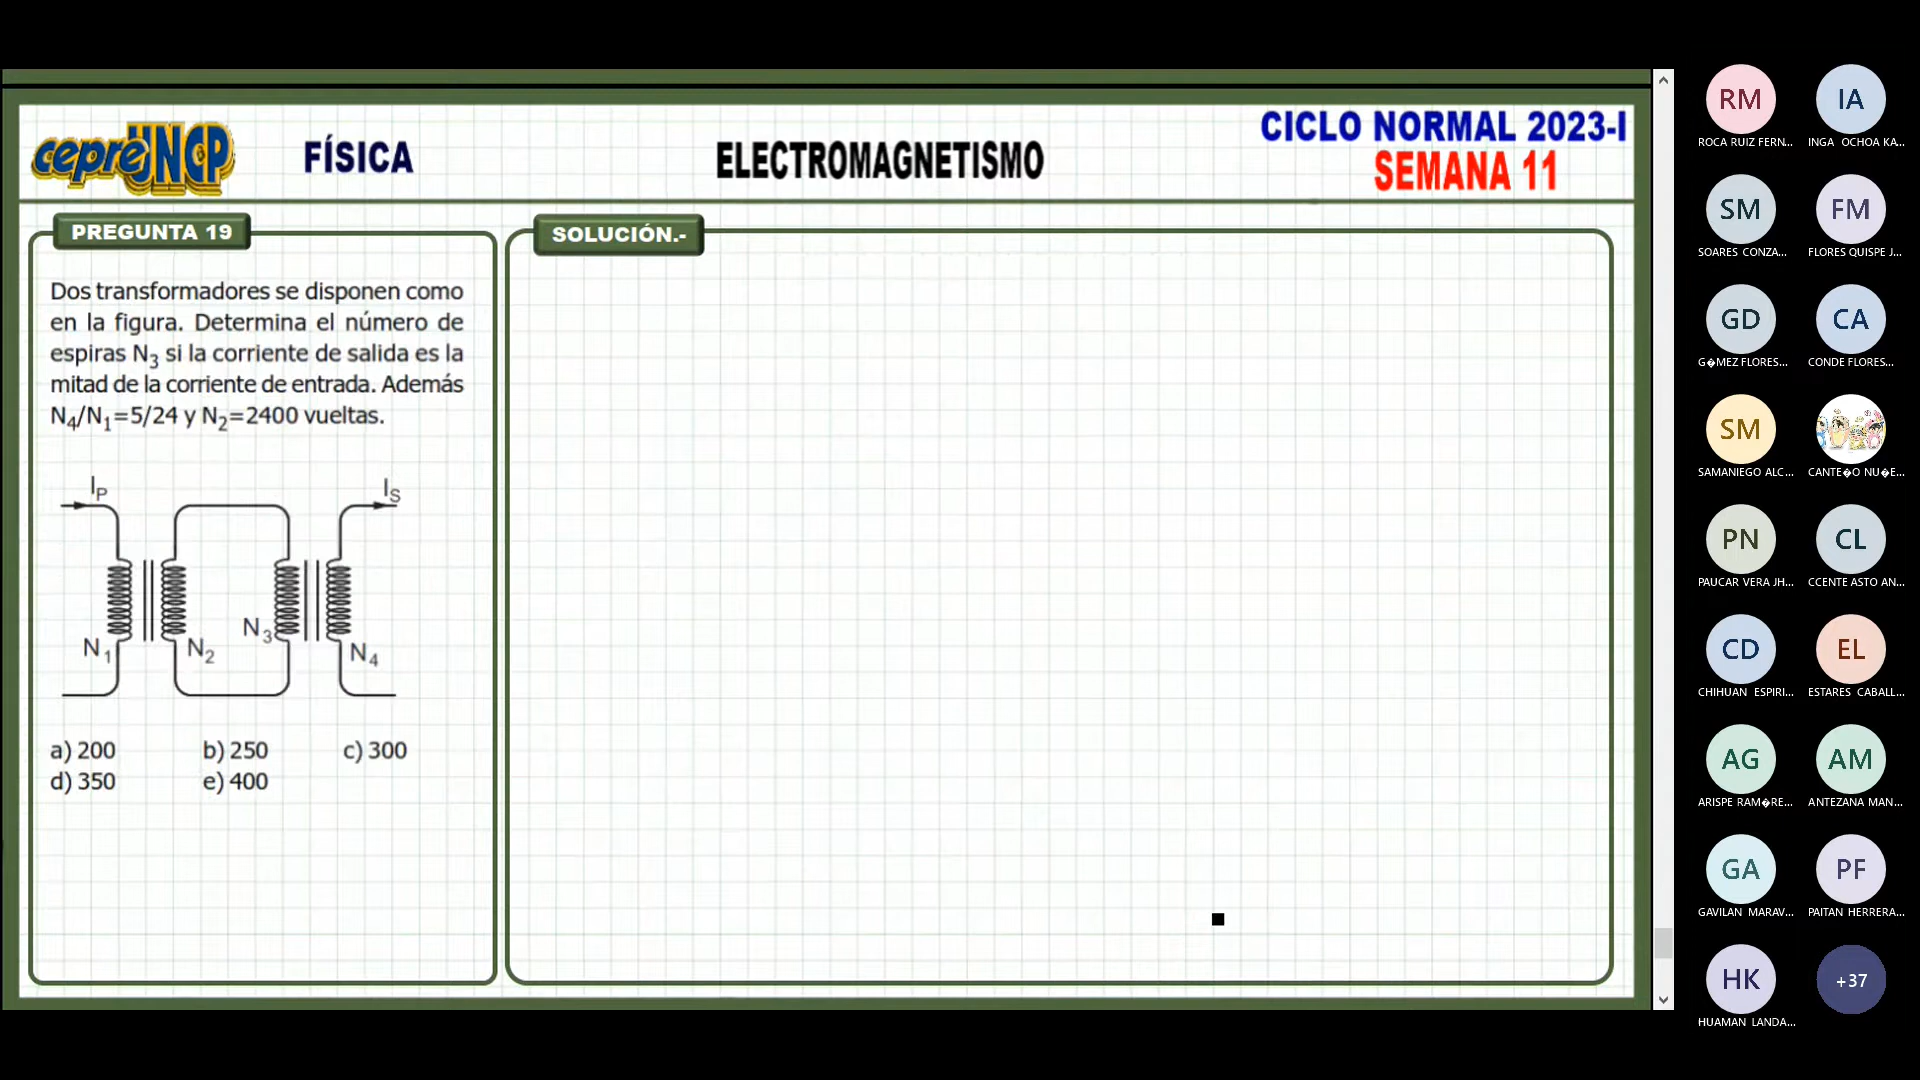 cepreUNCP
FÍSICA
ELECTROMAGNETISMO
CICLO NORMAL 2023-I
SEMANA 11
PREGUNTA 19
Dos transformadores se disponen como
en la figura. Determina el número de
espiras N3 si la corriente de salida es la
mitad de la corriente de entrada. Además
N4/N1=5/24 y N2=2400 vueltas.
IP
IS
N1
N2
N3
N4
a) 200 b) 250 c) 300
d) 350 e) 400
SOLUCIÓN.-
RM IA
ROCA RUIZ FERN... INGA OCHOA KA...
SM FM
SOARES CONZA... FLORES QUISPE J...
GD CA
G�MEZ FLORES... CONDE FLORES...
SM
SAMANIEGO ALC... CANTE�O NU�E...
PN CL
PAUCAR VERA JH... CCENTE ASTO AN...
CD EL
CHIHUAN ESPIRI... ESTARES CABALL...
AG AM
ARISPE RAM�RE... ANTEZANA MAN...
GA PF
GAVILAN MARAV... PAITAN HERRERA...
HK +37
HUAMAN LANDA...